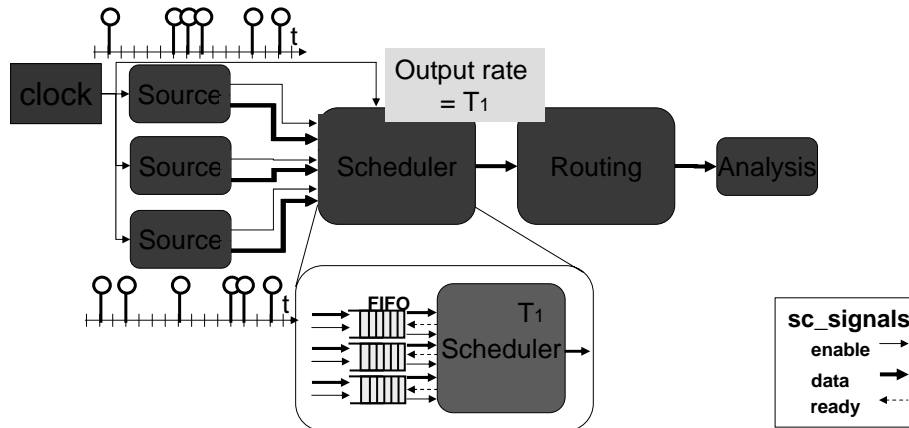 t
clock
Source
Source
Source
Output rate
= T1
Scheduler
Routing
Analysis
t
FIFO
T1
Scheduler
sc_signals
enable
data
ready